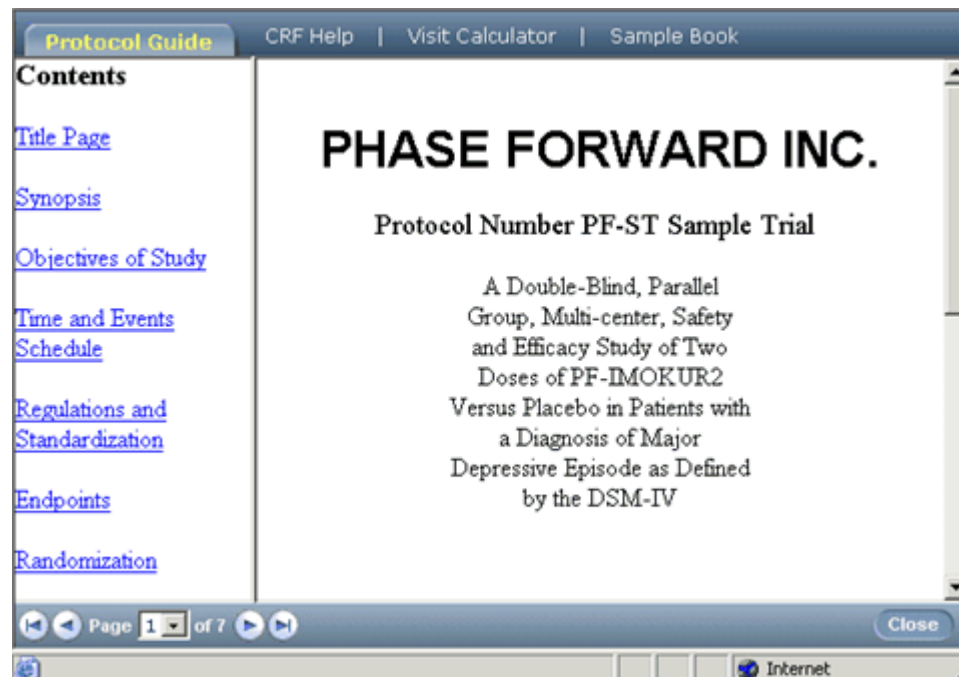 Protocol Guide CRF Help | Visit Calculator | Sample Book
Contents
Title Page
Synopsis
Objectives of Study
Time and Events
Schedule
Regulations and
Standardization
Endpoints
Randomization
PHASE FORWARD INC.
Protocol Number PF-ST Sample Trial
A Double-Blind, Parallel
Group, Multi-center, Safety
and Efficacy Study of Two
Doses of PF-IMOKUR2
Versus Placebo in Patients with
a Diagnosis of Major
Depressive Episode as Defined
by the DSM-IV
Page 1 of 7 Close
Internet